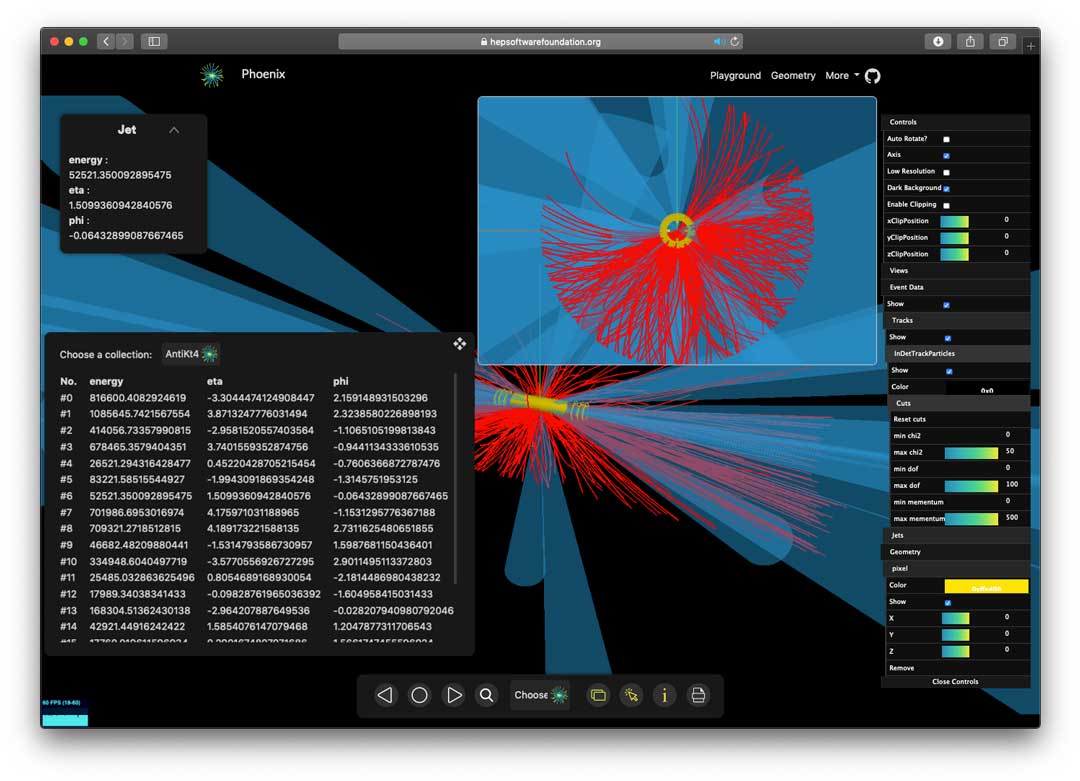 hepsoftwarefoundation.org
Phoenix
Playground Geometry More
Jet
energy :
52521.350092895475
eta :
1.5099360942840576
phi :
-0.06432899087667465
Choose a collection: AntiKt4
No. energy eta phi
#0 816600.4082924619 -3.3044474124908447 2.159148931503296
#1 1085645.7421567554 3.8713247776031494 2.3238580226898193
#2 414056.73357990815 -2.9581520557403564 -1.1065105199813843
#3 678465.3579404351 3.7401559352874756 -0.9441134333610535
#4 26521.294316428477 0.45220428705215454 -0.7606366872787476
#5 83221.58515544927 -1.9943091869354248 -1.3145751953125
#6 52521.350092895475 1.5099360942840576 -0.06432899087667465
#7 701986.6953016974 4.175971031188965 -1.1531295776367188
#8 709321.2718512815 4.189173221588135 2.7311625480651855
#9 46682.48209880441 -1.5314793586730957 1.5987681150436401
#10 334948.6040497719 -3.5770556926727295 2.9011495113372803
#11 25485.032863625496 0.8054689168930054 -2.1814486980438232
#12 17989.34038341433 -0.09828761965036392 -1.604958415031433
#13 168304.51362430138 -2.964207887649536 -0.028207940980792046
#14 42921.44916242422 1.5854076147079468 1.2047877311706543
#15
Controls
Auto Rotate?
Axis
Low Resolution
Dark Background
Enable Clipping
xClipPosition 0
yClipPosition 0
zClipPosition 0
Views
Event Data
Show
Tracks
Show
InDetTrackParticles
Show
Color 0x0
Cuts
Reset cuts
min chi2 0
max chi2 50
min dof 0
max dof 100
min mementum 0
max mementum 500
Jets
Geometry
pixel
Color
Show
X 0
Y 0
Z 0
Remove
Close Controls
Choose
i
60 FPS (18-60)